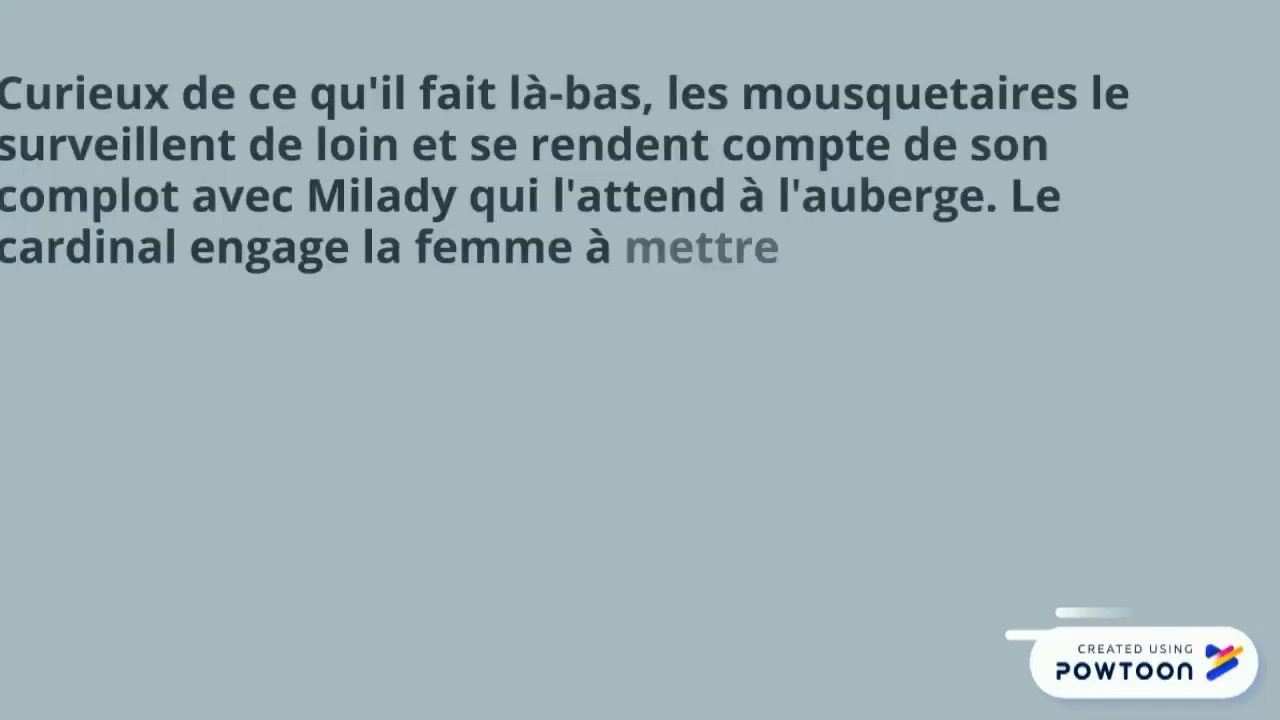 Curieux de ce qu'il fait là-bas, les mousquetaires le
surveillent de loin et se rendent compte de son
complot avec Milady qui l'attend à l'auberge. Le
cardinal engage la femme à mettre
CREATED USING
POWTOON